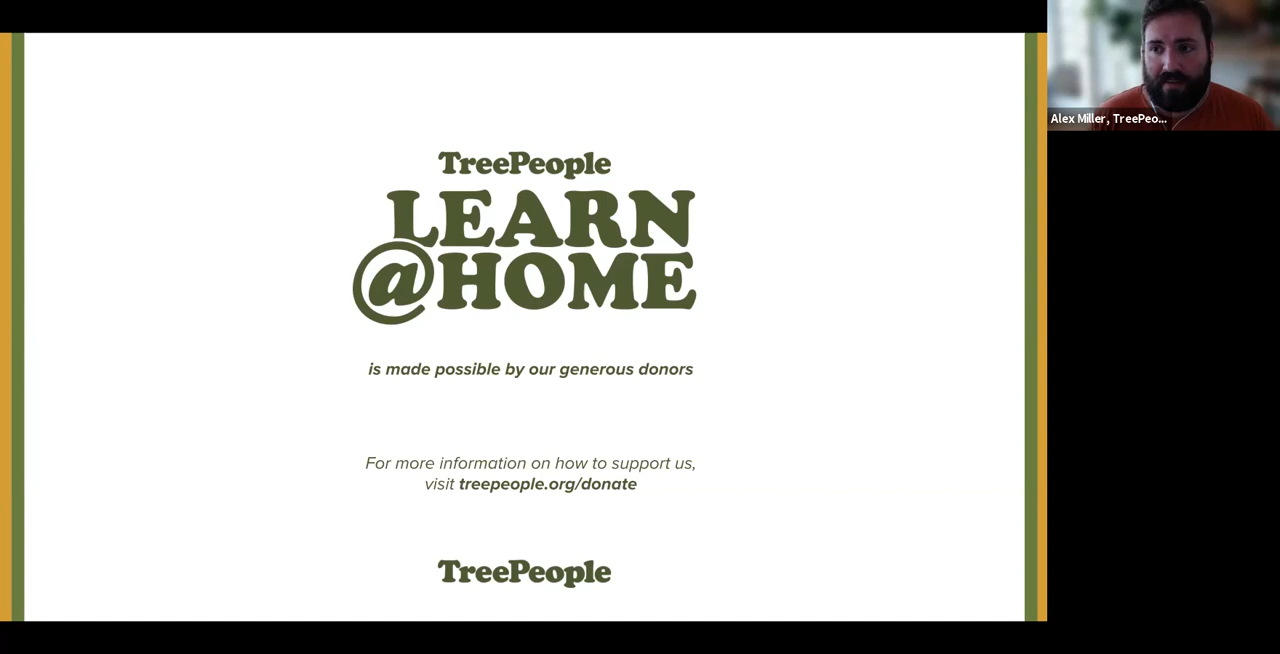 TreePeople
LEARN
@HOME
is made possible by our generous donors
For more information on how to support us,
visit treepeople.org/donate
TreePeople
Alex Miller, TreePeo...